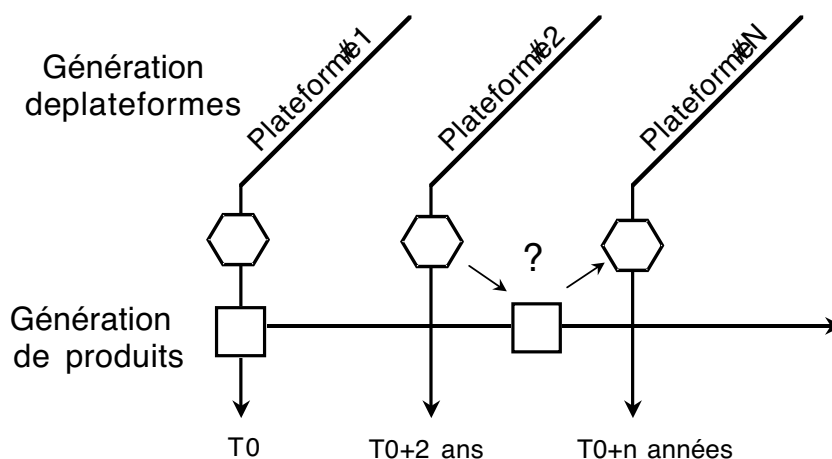 Plateforme#1
Plateforme#2
Plateforme#N
Génération
deplateformes
?
Génération
de produits
T0
T0+2 ans
T0+n années